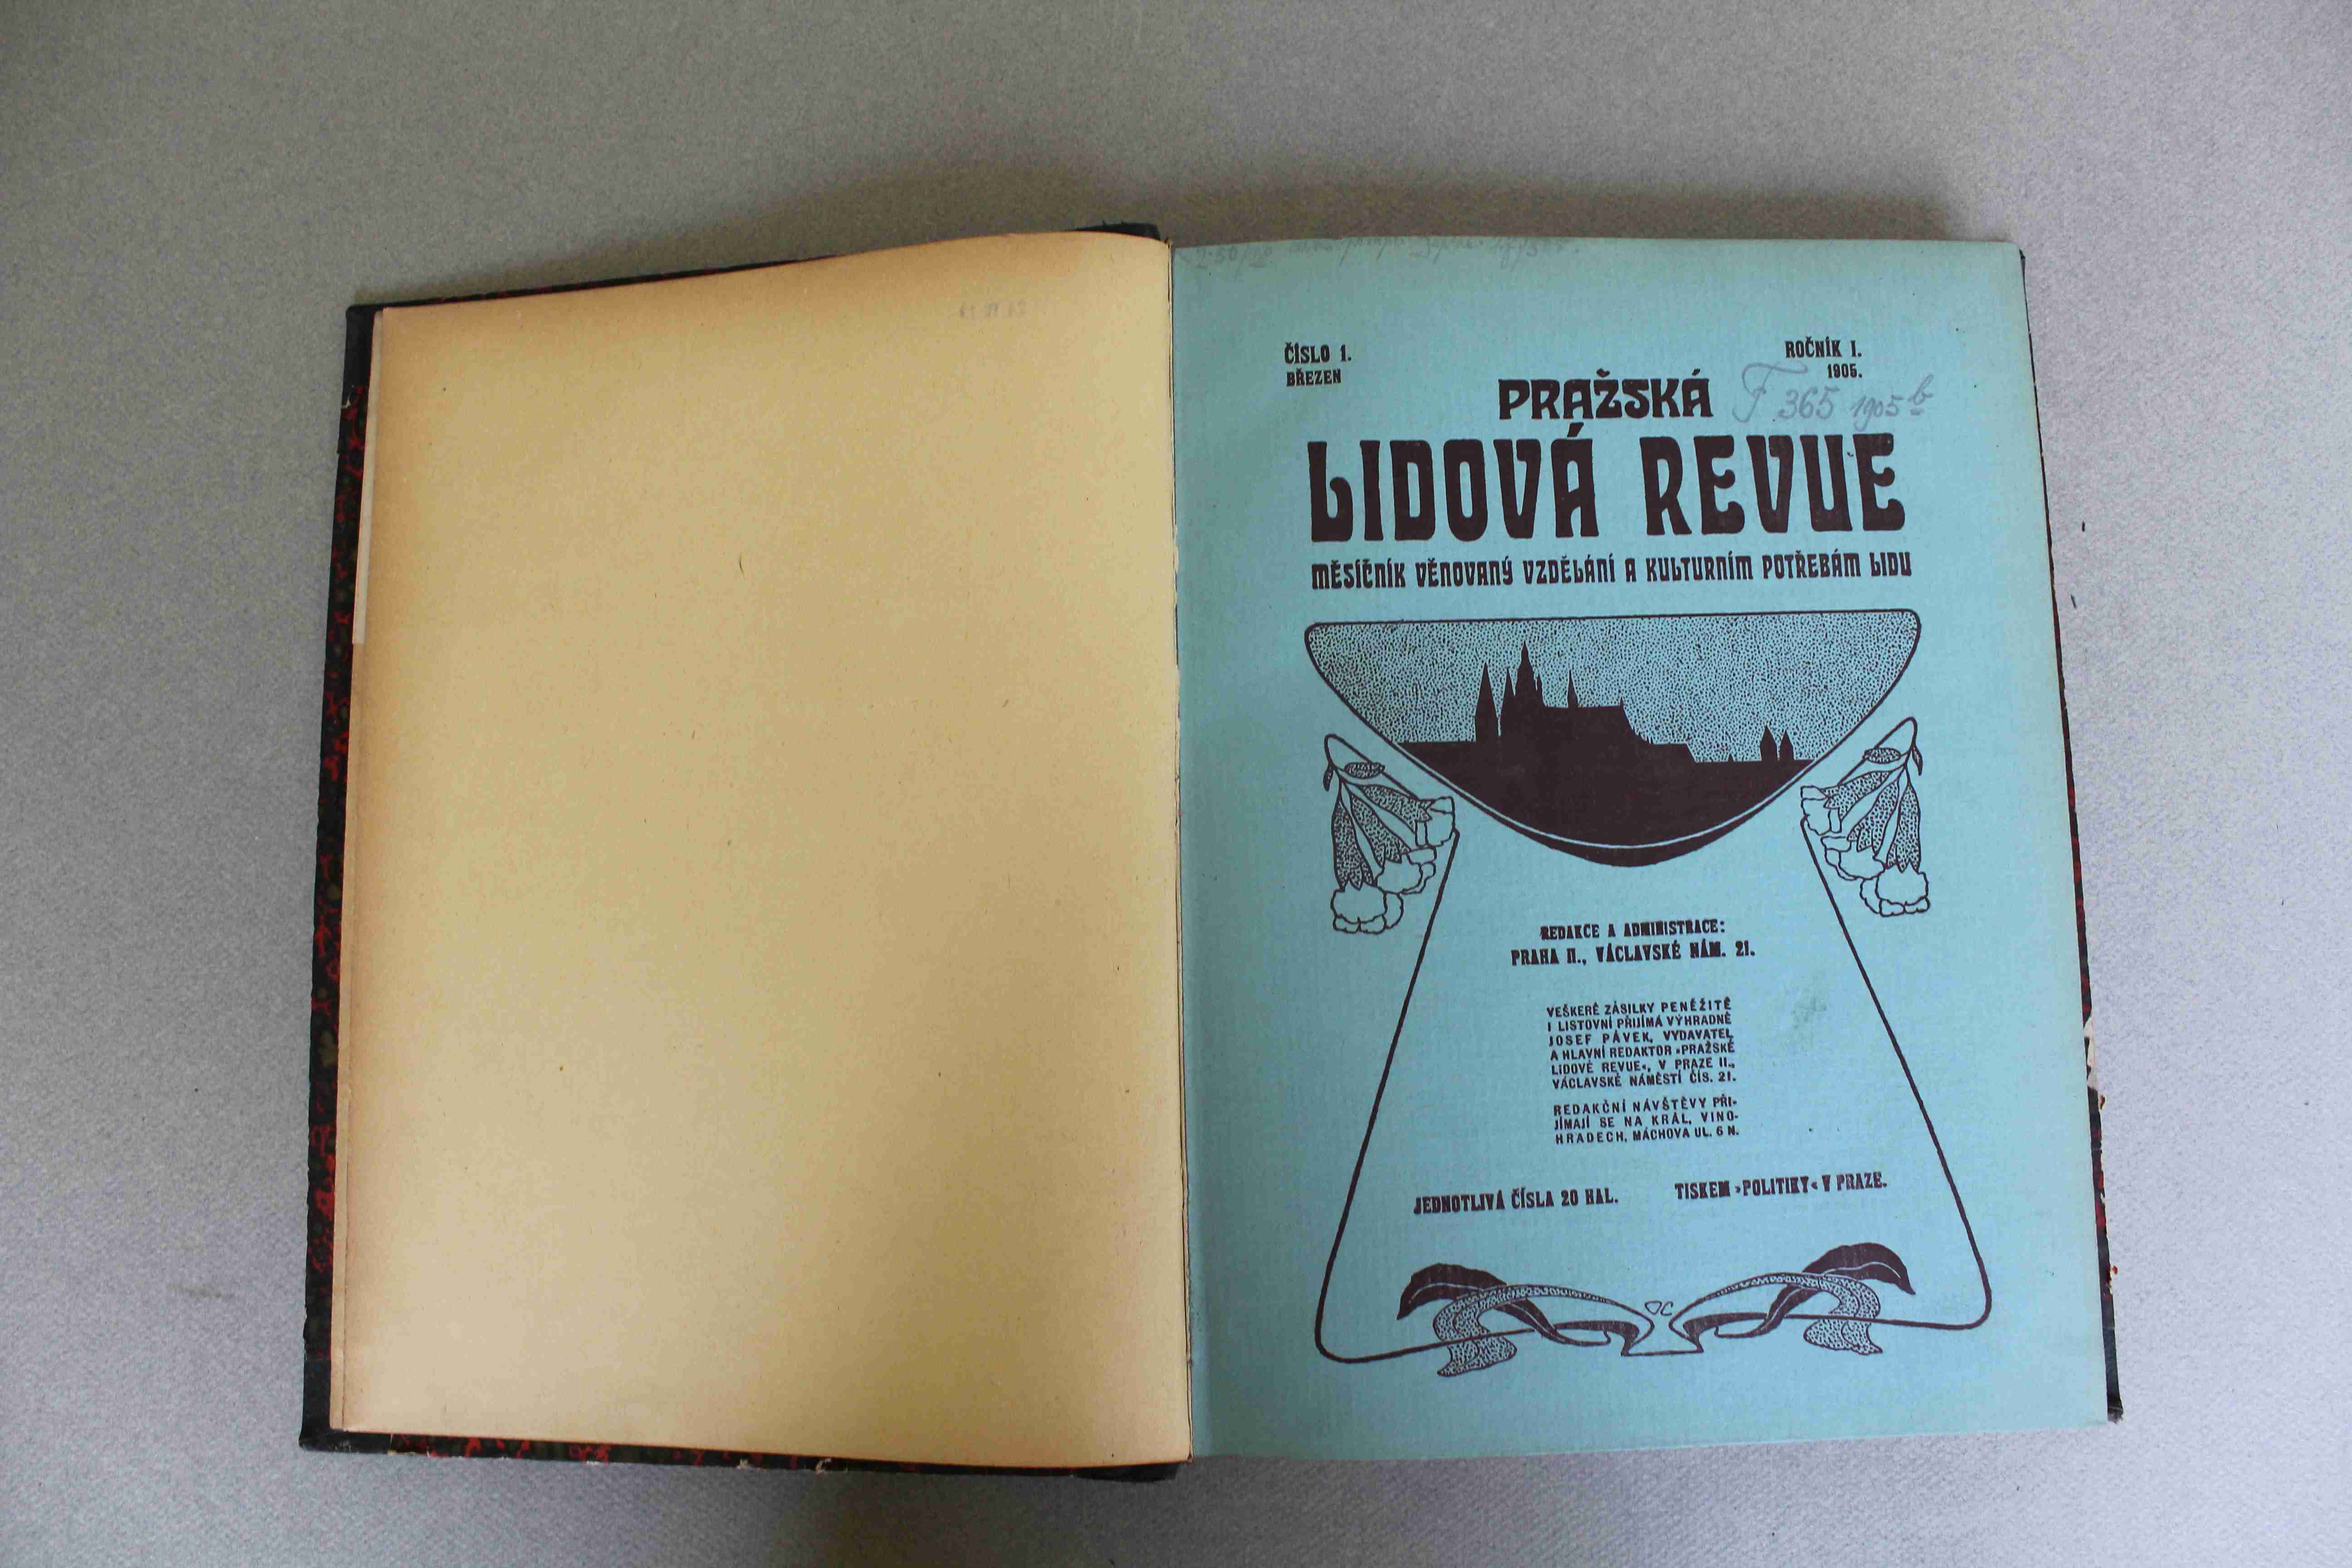 ČÍSLO 1.
BŘEZEN
ROČNÍK I.
1905.
F 365 1905 b
PRAŽSKÁ
LIDOVÁ REVUE
MĚSÍČNÍK VĚNOVANÝ VZDĚLÁNÍ A KULTURNÍM POTŘEBÁM LIDU
REDAKCE A ADMINISTRACE:
PRAHA II., VÁCLAVSKÉ NÁM. 21.
VEŠKERÉ ZÁSILKY PENĚŽITÉ
I LISTOVNÍ PŘIJÍMÁ VÝHRADNĚ
JOSEF PÁVEK, VYDAVATEL
A HLAVNÍ REDAKTOR »PRAŽSKÉ
LIDOVÉ REVUE«, V PRAZE II.,
VÁCLAVSKÉ NÁMĚSTÍ ČÍS. 21.
REDAKČNÍ NÁVŠTĚVY PŘI-
JÍMAJÍ SE NA KRÁL. VINO-
HRADECH, MÁCHOVA UL. 6 N.
JEDNOTLIVÁ ČÍSLA 20 HAL.
TISKEM »POLITIKY« V PRAZE.